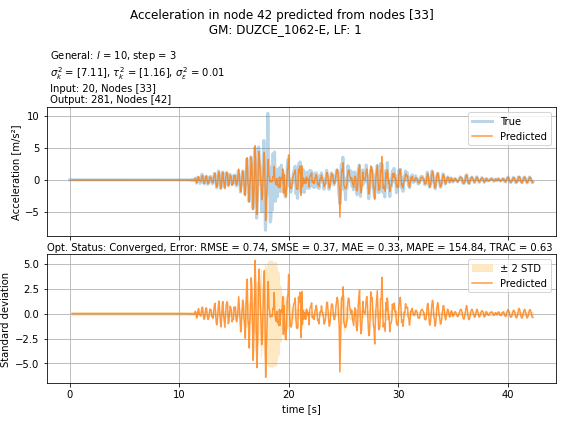 Acceleration in node 42 predicted from nodes [33]
GM: DUZCE_1062-E, LF: 1
General: l = 10, step = 3
σ²ₖ = [7.11], τ²ₖ = [1.16], σ²ε = 0.01
Input: 20, Nodes [33]
Output: 281, Nodes [42]
Acceleration [m/s²]
10
5
0
−5
True
Predicted
Opt. Status: Converged, Error: RMSE = 0.74, SMSE = 0.37, MAE = 0.33, MAPE = 154.84, TRAC = 0.63
Standard deviation
5.0
2.5
0.0
−2.5
−5.0
± 2 STD
Predicted
0 10 20 30 40
time [s]